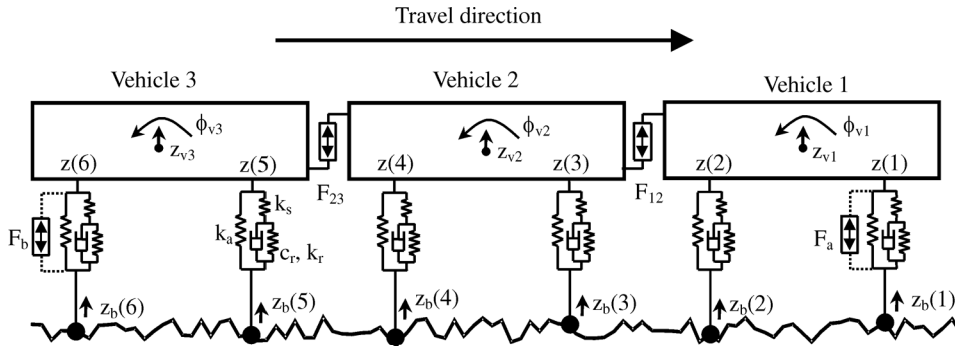 Travel direction
Vehicle 3
Vehicle 2
Vehicle 1
ϕv3
ϕv2
ϕv1
zv3
zv2
zv1
z(6)
z(5)
z(4)
z(3)
z(2)
z(1)
F23
F12
ks
Fb
ka
Fa
cr, kr
zb(6)
zb(5)
zb(4)
zb(3)
zb(2)
zb(1)